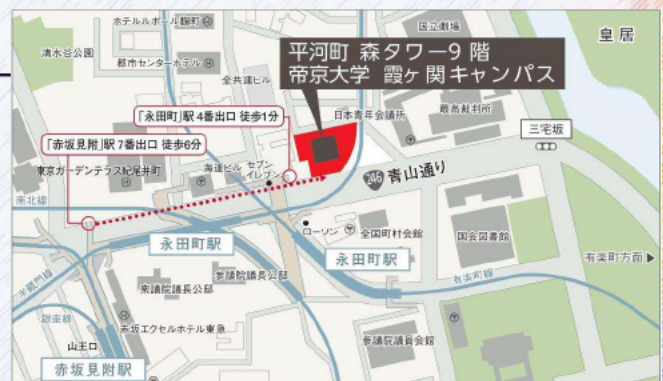 ホテルルポール麹町
国立劇場
皇居
清水谷公園
平河町 森タワー9 階
帝京大学 霞ヶ関キャンパス
都市センターホテル
全共連ビル
「永田町」駅 4番出口 徒歩1分
日本青年会議所
最高裁判所
三宅坂
「赤坂見附」駅 7番出口 徒歩6分
東京ガーデンテラス紀尾井町
海運ビル
セブン
イレブン
246
青山通り
南北線
永田町駅
ローソン
全国町村会館
国会図書館
永田町駅
有楽町方面▶
半蔵門線
参議院議長公邸
衆議院議長公邸
有楽町線
銀座線
赤坂エクセルホテル東急
山王口
参議院議員会館
赤坂見附駅